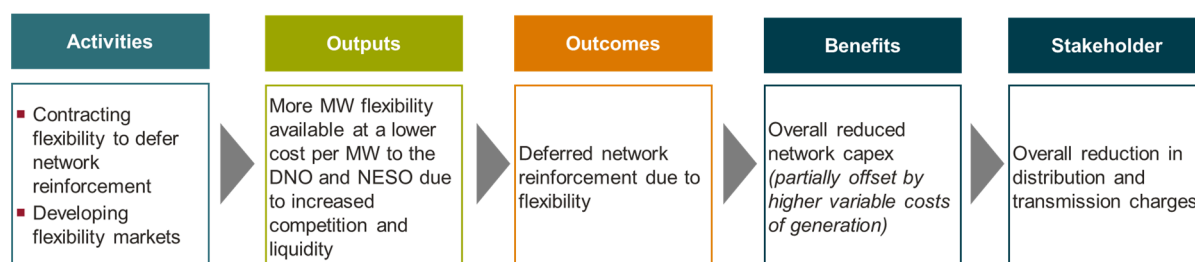 Activities
Contracting
flexibility to defer
network
reinforcement
Developing
flexibility markets
Outputs
More MW flexibility
available at a lower
cost per MW to the
DNO and NESO due
to increased
competition and
liquidity
Outcomes
Deferred network
reinforcement due to
flexibility
Benefits
Overall reduced
network capex
(partially offset by
higher variable costs
of generation)
Stakeholder
Overall reduction in
distribution and
transmission charges